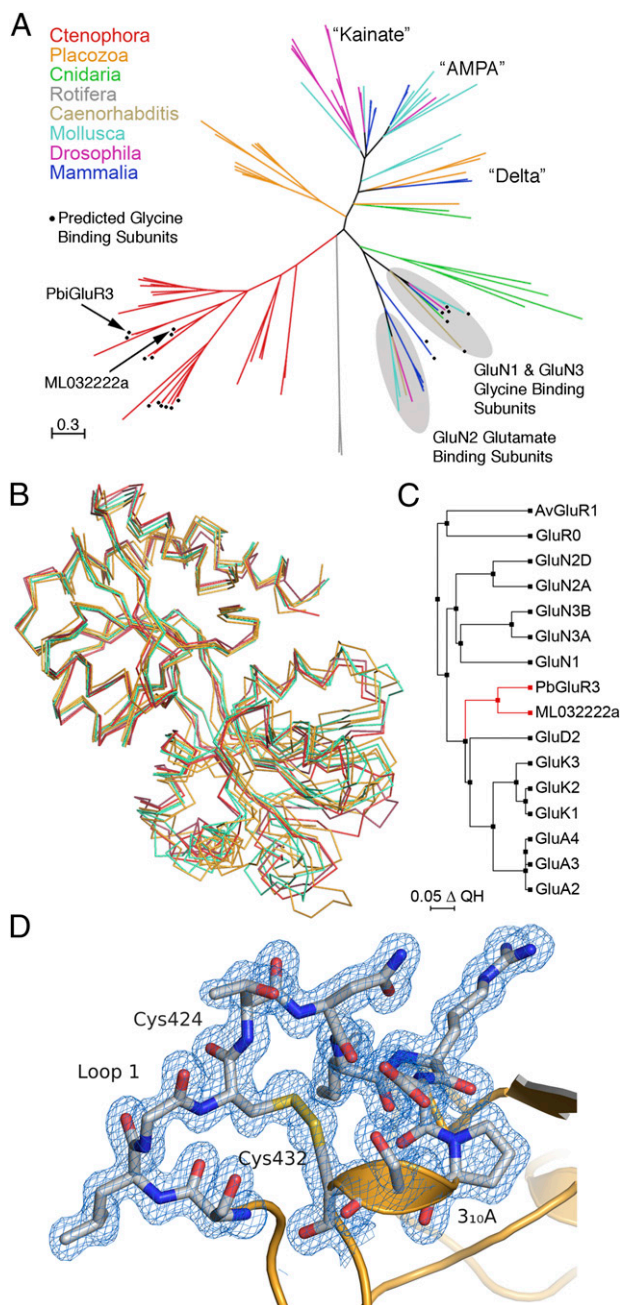 A
Ctenophora
Placozoa
Cnidaria
Rotifera
Caenorhabditis
Mollusca
Drosophila
Mammalia
• Predicted Glycine
Binding Subunits
"Kainate"
"AMPA"
"Delta"
PbiGluR3
ML032222a
0.3
GluN1 & GluN3
Glycine Binding
Subunits
GluN2 Glutamate
Binding Subunits
B
C
AvGluR1
GluR0
GluN2D
GluN2A
GluN3B
GluN3A
GluN1
PbGluR3
ML032222a
GluD2
GluK3
GluK2
GluK1
GluA4
GluA3
GluA2
0.05 Δ QH
D
Cys424
Loop 1
Cys432
3₁₀A